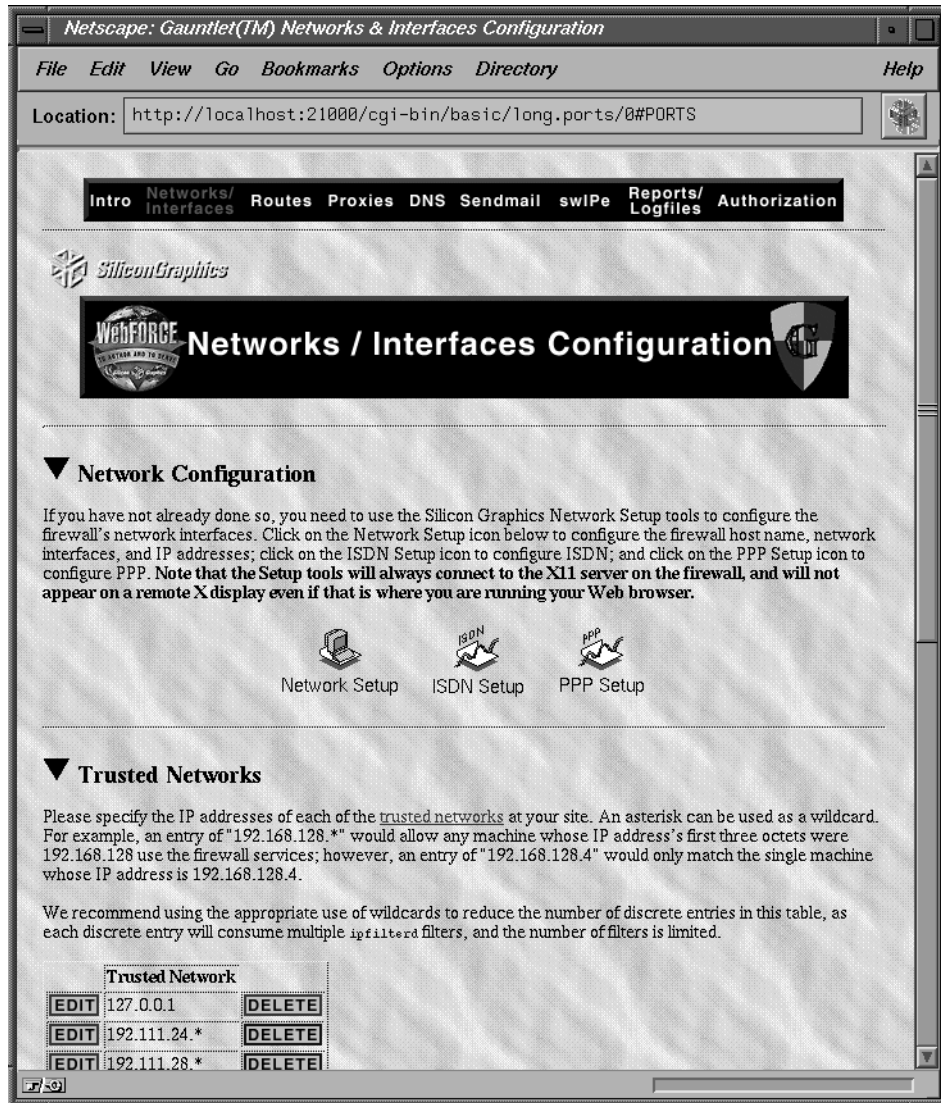 Netscape: Gauntlet(TM) Networks & Interfaces Configuration
File Edit View Go Bookmarks Options Directory Help
Location: http://localhost:21000/cgi-bin/basic/long.ports/0#PORTS
Intro Networks/ Interfaces Routes Proxies DNS Sendmail swIPe Reports/ Logfiles Authorization
SiliconGraphics
WebFORCE
TO AUTHOR AND TO SERVE
Silicon Graphics
Networks / Interfaces Configuration
G
Network Configuration
If you have not already done so, you need to use the Silicon Graphics Network Setup tools to configure the
firewall's network interfaces. Click on the Network Setup icon below to configure the firewall host name, network
interfaces, and IP addresses; click on the ISDN Setup icon to configure ISDN; and click on the PPP Setup icon to
configure PPP. Note that the Setup tools will always connect to the X11 server on the firewall, and will not
appear on a remote X display even if that is where you are running your Web browser.
ISDN PPP
Network Setup ISDN Setup PPP Setup
Trusted Networks
Please specify the IP addresses of each of the trusted networks at your site. An asterisk can be used as a wildcard.
For example, an entry of "192.168.128.*" would allow any machine whose IP address's first three octets were
192.168.128 use the firewall services; however, an entry of "192.168.128.4" would only match the single machine
whose IP address is 192.168.128.4.
We recommend using the appropriate use of wildcards to reduce the number of discrete entries in this table, as
each discrete entry will consume multiple ipfilterd filters, and the number of filters is limited.
Trusted Network
EDIT 127.0.0.1 DELETE
EDIT 192.111.24.* DELETE
EDIT 192.111.28.* DELETE